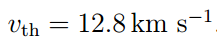 v_th = 12.8 km s⁻¹.